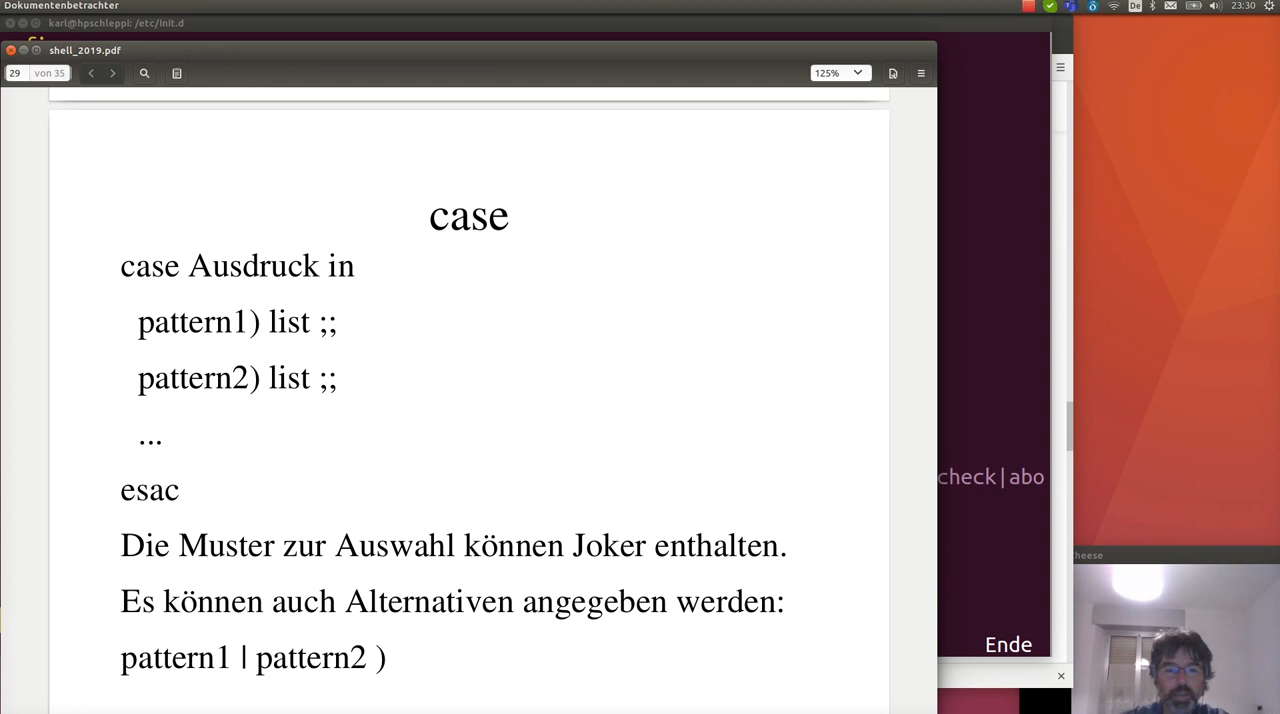 Dokumentenbetrachter
De
23:30
karl@hpschleppi: /etc/init.d
shell_2019.pdf
29 von 35
125%
case
case Ausdruck in
pattern1) list ;;
pattern2) list ;;
...
esac
Die Muster zur Auswahl können Joker enthalten.
Es können auch Alternativen angegeben werden:
pattern1 | pattern2 )
check|abo
Ende
heese